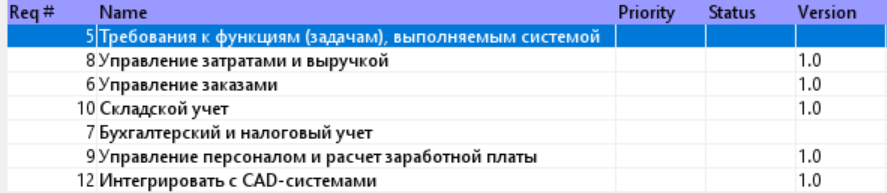 Req # Name Priority Status Version
5 Требования к функциям (задачам), выполняемым системой
8 Управление затратами и выручкой 1.0
6 Управление заказами 1.0
10 Складской учет 1.0
7 Бухгалтерский и налоговый учет
9 Управление персоналом и расчет заработной платы 1.0
12 Интегрировать с CAD-системами 1.0